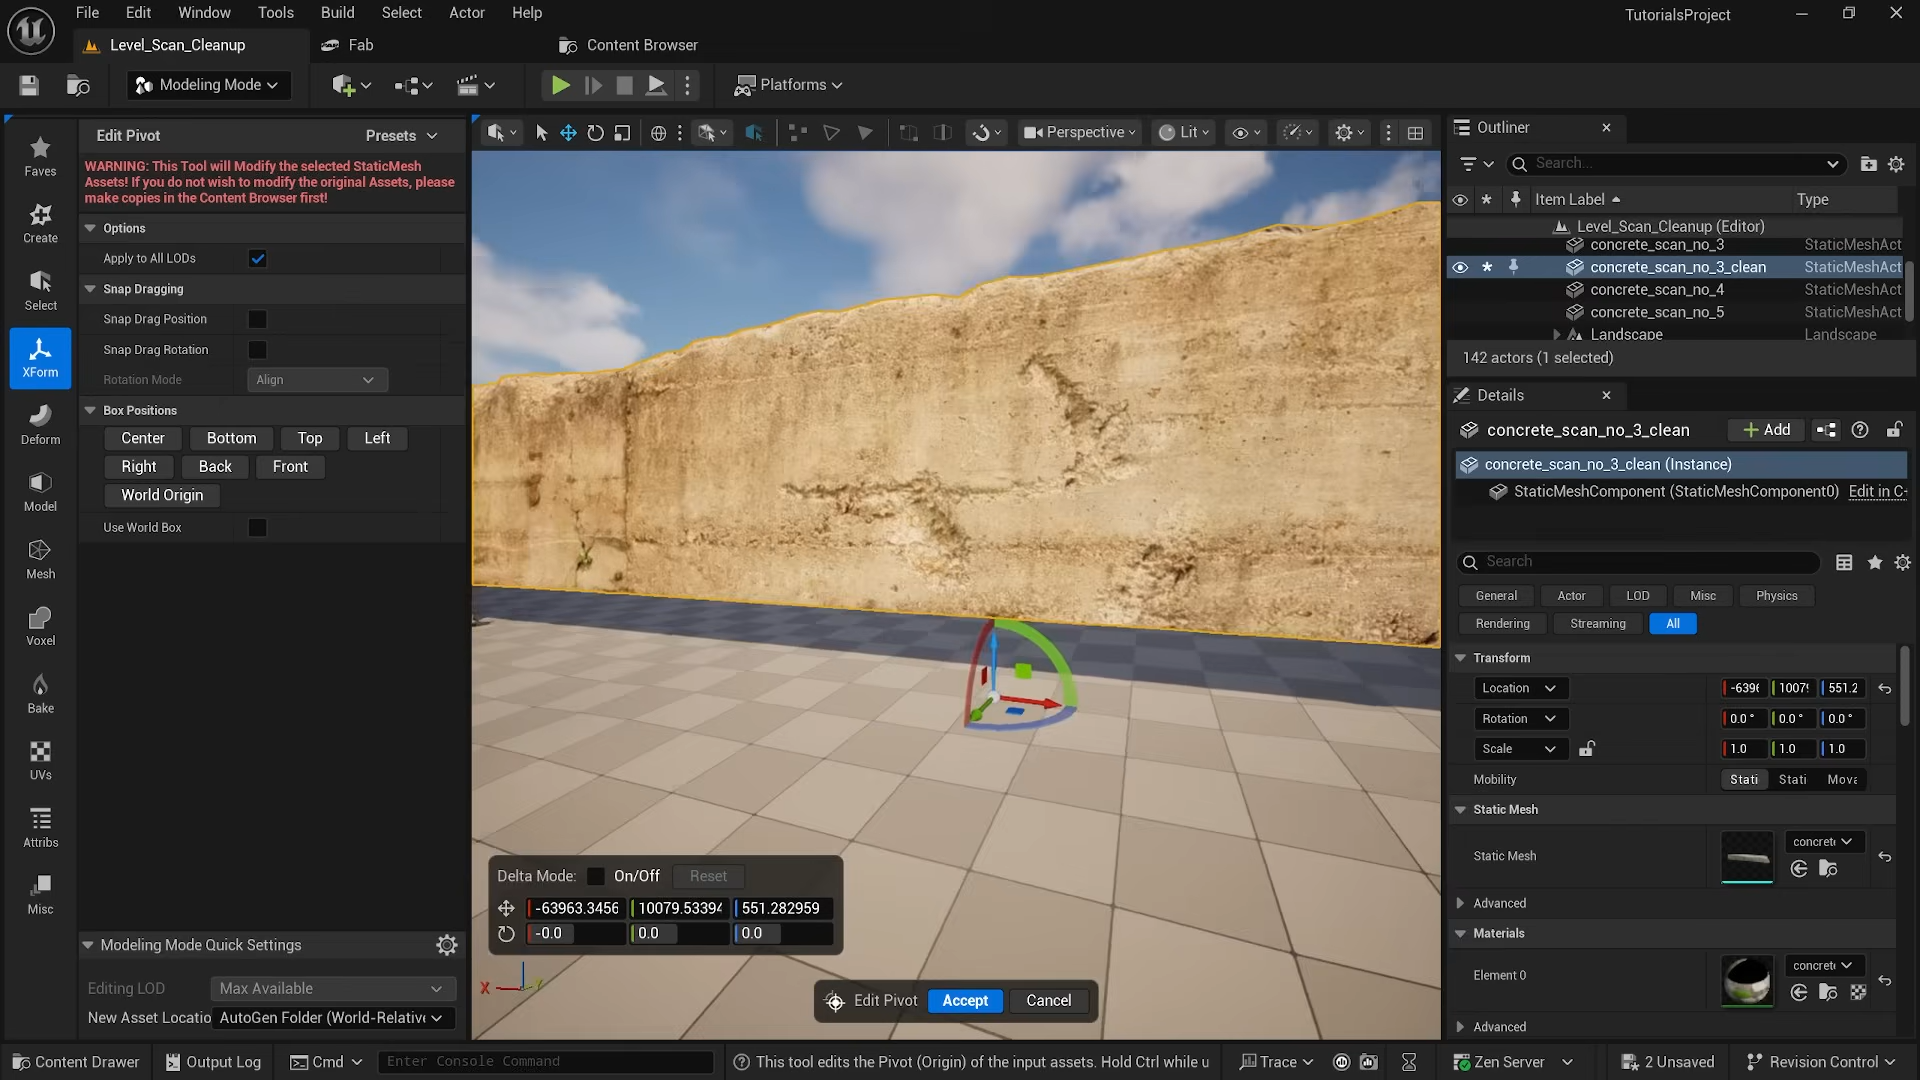 File Edit Window Tools Build Select Actor Help TutorialsProject
Level_Scan_Cleanup Fab Content Browser
Modeling Mode Platforms
Edit Pivot Presets
WARNING: This Tool will Modify the selected StaticMesh
Assets! If you do not wish to modify the original Assets, please
make copies in the Content Browser first!
Options
Apply to All LODs
Snap Dragging
Snap Drag Position
Snap Drag Rotation
Rotation Mode Align
Box Positions
Center Bottom Top Left
Right Back Front
World Origin
Use World Box
Faves
Create
Select
XForm
Deform
Model
Mesh
Voxel
Bake
UVs
Attribs
Misc
Modeling Mode Quick Settings
Editing LOD Max Available
New Asset Locatio AutoGen Folder (World-Relative
Perspective Lit
Delta Mode: On/Off Reset
-63963.3456 10079.53394 551.282959
-0.0 0.0 0.0
X Y
Edit Pivot Accept Cancel
Outliner
Search...
Item Label Type
Level_Scan_Cleanup (Editor)
concrete_scan_no_3 StaticMeshAct
concrete_scan_no_3_clean StaticMeshAct
concrete_scan_no_4 StaticMeshAct
concrete_scan_no_5 StaticMeshAct
Landscape Landscape
142 actors (1 selected)
Details
concrete_scan_no_3_clean Add
concrete_scan_no_3_clean (Instance)
StaticMeshComponent (StaticMeshComponent0) Edit in C+
Search
General Actor LOD Misc Physics
Rendering Streaming All
Transform
Location -6396 1007 551.2
Rotation 0.0 ° 0.0 ° 0.0 °
Scale 1.0 1.0 1.0
Mobility Stati Stati Mova
Static Mesh
Static Mesh concrete
Advanced
Materials
Element 0 concrete
Advanced
Content Drawer Output Log Cmd Enter Console Command This tool edits the Pivot (Origin) of the input assets. Hold Ctrl while u Trace Zen Server 2 Unsaved Revision Control